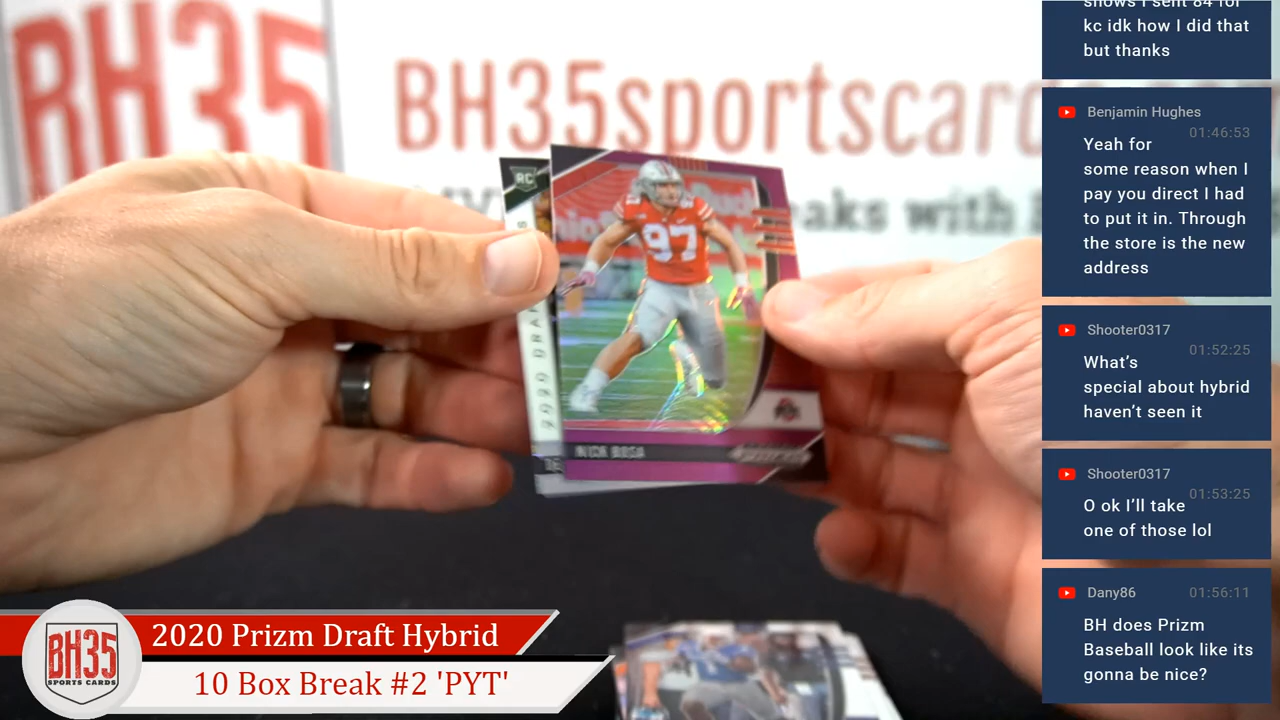 BH35
BH35sportscard
eaks with
RC
97
NICK BOSA
PRIZM
BH35
SPORTS CARDS
2020 Prizm Draft Hybrid
10 Box Break #2 'PYT'
shows I sent 84 for
kc idk how I did that
but thanks
Benjamin Hughes
01:46:53
Yeah for
some reason when I
pay you direct I had
to put it in. Through
the store is the new
address
Shooter0317
01:52:25
What's
special about hybrid
haven't seen it
Shooter0317
01:53:25
O ok I'll take
one of those lol
Dany86
01:56:11
BH does Prizm
Baseball look like its
gonna be nice?